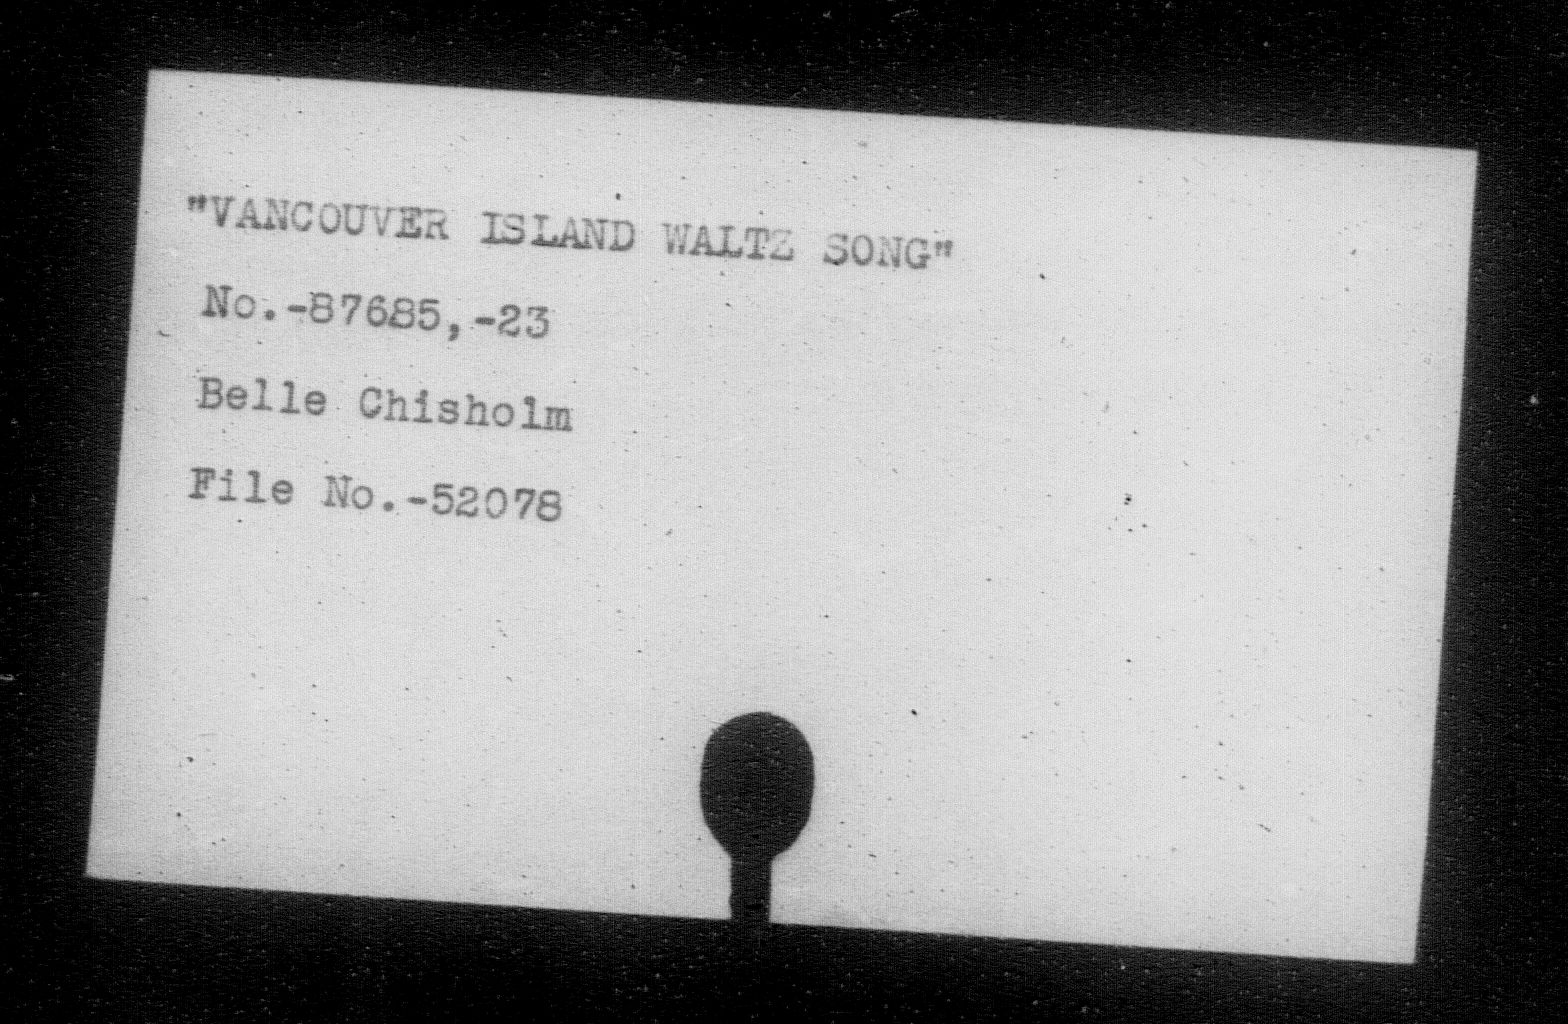 "VANCOUVER ISLAND WALTZ SONG"
No.-87685,-23
Belle Chisholm
File No.-52078